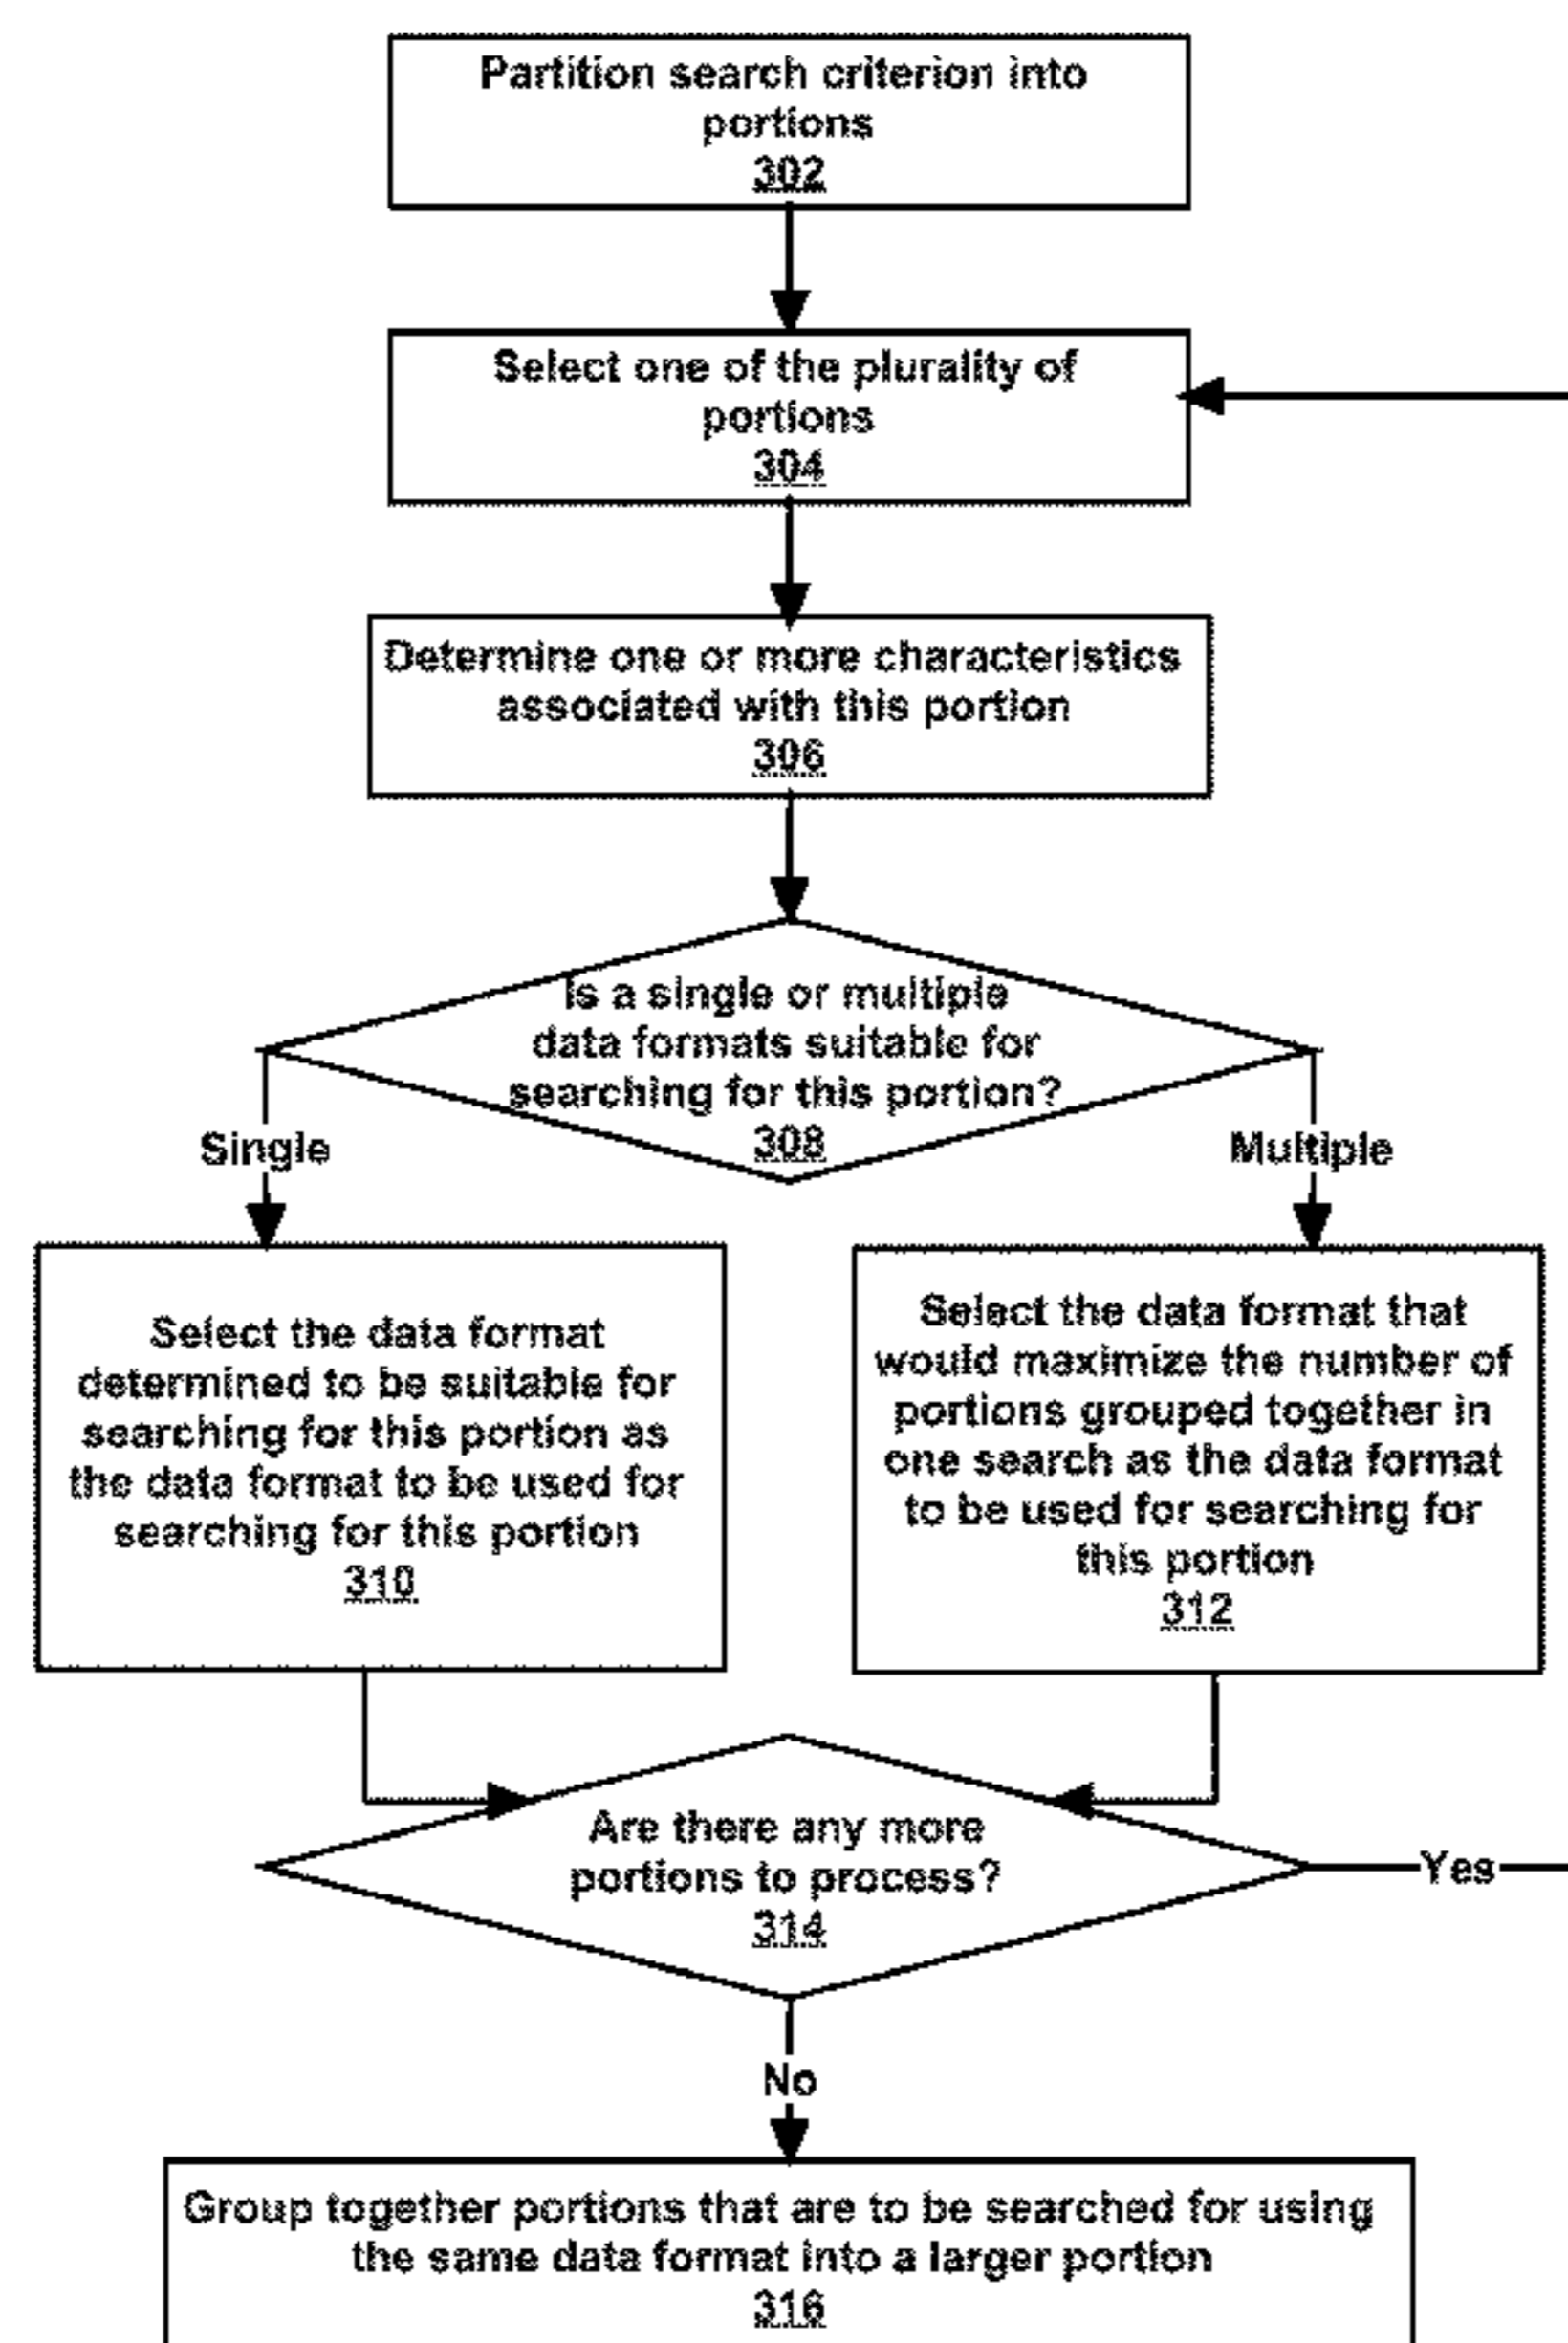 Partition search criterion into
portions
302
Select one of the plurality of
portions
304
Determine one or more characteristics
associated with this portion
306
Is a single or multiple
data formats suitable for
searching for this portion?
308
Single
Multiple
Select the data format
determined to be suitable for
searching for this portion as
the data format to be used for
searching for this portion
310
Select the data format that
would maximize the number of
portions grouped together in
one search as the data format
to be used for searching for
this portion
312
Are there any more
portions to process?
314
Yes
No
Group together portions that are to be searched for using
the same data format into a larger portion
316